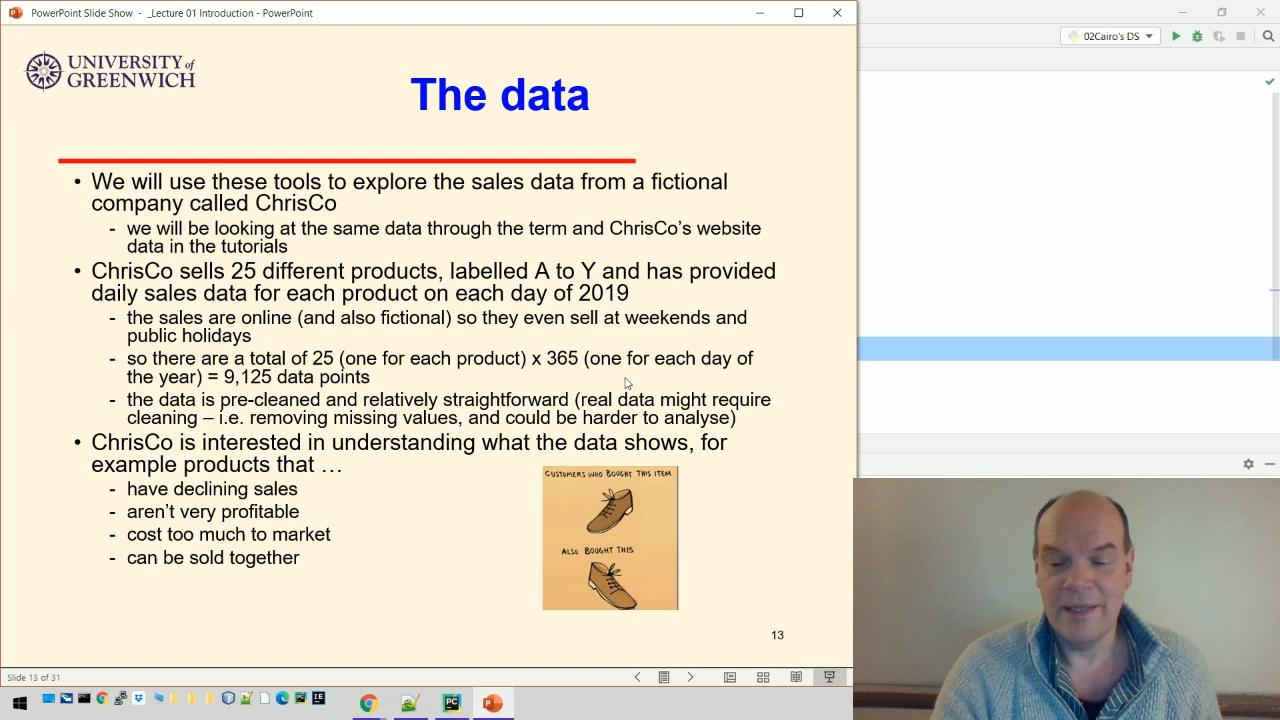 PowerPoint Slide Show - _Lecture 01 Introduction - PowerPoint
02Cairo's DS
UNIVERSITY of
GREENWICH
The data
• We will use these tools to explore the sales data from a fictional
company called ChrisCo
- we will be looking at the same data through the term and ChrisCo's website
data in the tutorials
• ChrisCo sells 25 different products, labelled A to Y and has provided
daily sales data for each product on each day of 2019
- the sales are online (and also fictional) so they even sell at weekends and
public holidays
- so there are a total of 25 (one for each product) x 365 (one for each day of
the year) = 9,125 data points
- the data is pre-cleaned and relatively straightforward (real data might require
cleaning – i.e. removing missing values, and could be harder to analyse)
• ChrisCo is interested in understanding what the data shows, for
example products that …
- have declining sales
- aren't very profitable
- cost too much to market
- can be sold together
CUSTOMERS WHO BOUGHT THIS ITEM
ALSO BOUGHT THIS
13
Slide 13 of 31